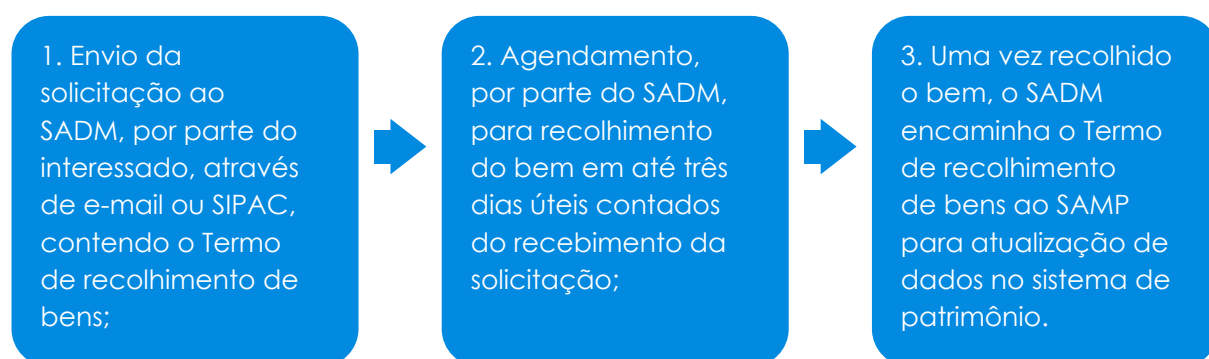 1. Envio da
solicitação ao
SADM, por parte do
interessado, através
de e-mail ou SIPAC,
contendo o Termo
de recolhimento de
bens;
2. Agendamento,
por parte do SADM,
para recolhimento
do bem em até três
dias úteis contados
do recebimento da
solicitação;
3. Uma vez recolhido
o bem, o SADM
encaminha o Termo
de recolhimento
de bens ao SAMP
para atualização de
dados no sistema de
patrimônio.